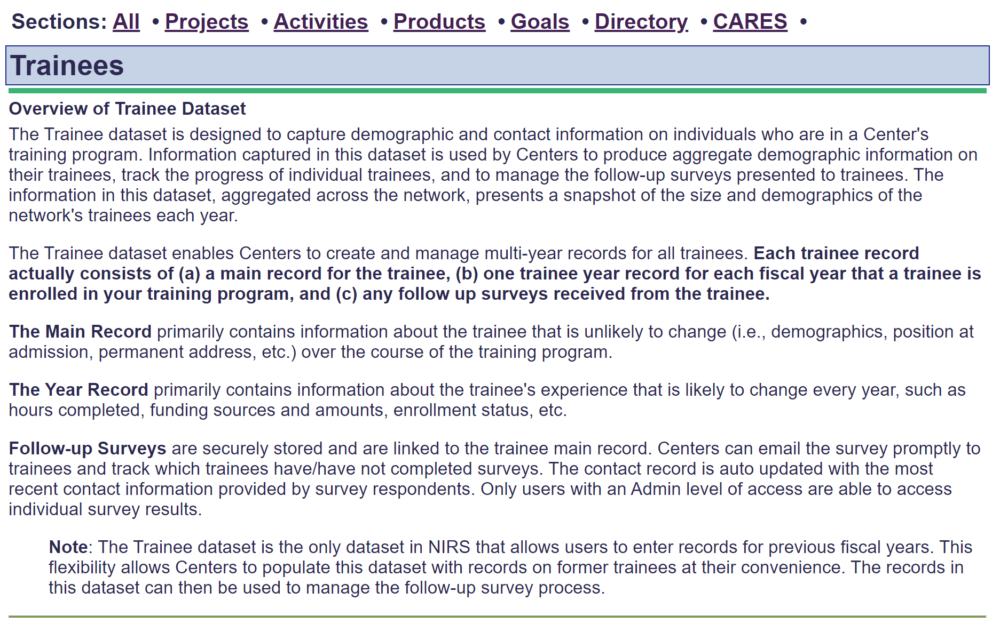 Sections: All • Projects • Activities • Products • Goals • Directory • CARES •
Trainees
Overview of Trainee Dataset
The Trainee dataset is designed to capture demographic and contact information on individuals who are in a Center's
training program. Information captured in this dataset is used by Centers to produce aggregate demographic information on
their trainees, track the progress of individual trainees, and to manage the follow-up surveys presented to trainees. The
information in this dataset, aggregated across the network, presents a snapshot of the size and demographics of the
network's trainees each year.
The Trainee dataset enables Centers to create and manage multi-year records for all trainees. Each trainee record
actually consists of (a) a main record for the trainee, (b) one trainee year record for each fiscal year that a trainee is
enrolled in your training program, and (c) any follow up surveys received from the trainee.
The Main Record primarily contains information about the trainee that is unlikely to change (i.e., demographics, position at
admission, permanent address, etc.) over the course of the training program.
The Year Record primarily contains information about the trainee's experience that is likely to change every year, such as
hours completed, funding sources and amounts, enrollment status, etc.
Follow-up Surveys are securely stored and are linked to the trainee main record. Centers can email the survey promptly to
trainees and track which trainees have/have not completed surveys. The contact record is auto updated with the most
recent contact information provided by survey respondents. Only users with an Admin level of access are able to access
individual survey results.
Note: The Trainee dataset is the only dataset in NIRS that allows users to enter records for previous fiscal years. This
flexibility allows Centers to populate this dataset with records on former trainees at their convenience. The records in
this dataset can then be used to manage the follow-up survey process.